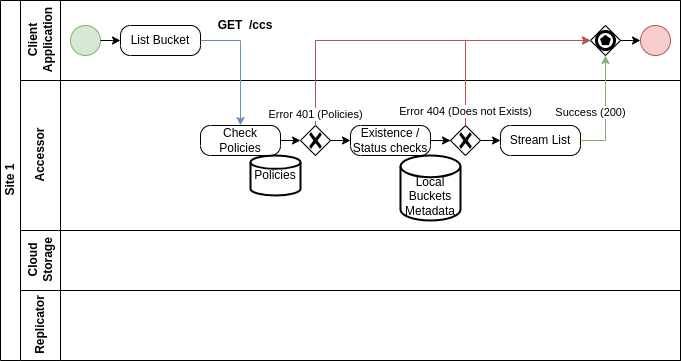 Site 1
Client
Application
List Bucket
GET /ccs
Accessor
Error 401 (Policies)
Error 404 (Does not Exists)
Success (200)
Check
Policies
Existence /
Status checks
Stream List
Policies
Local
Buckets
Metadata
Cloud
Storage
Replicator